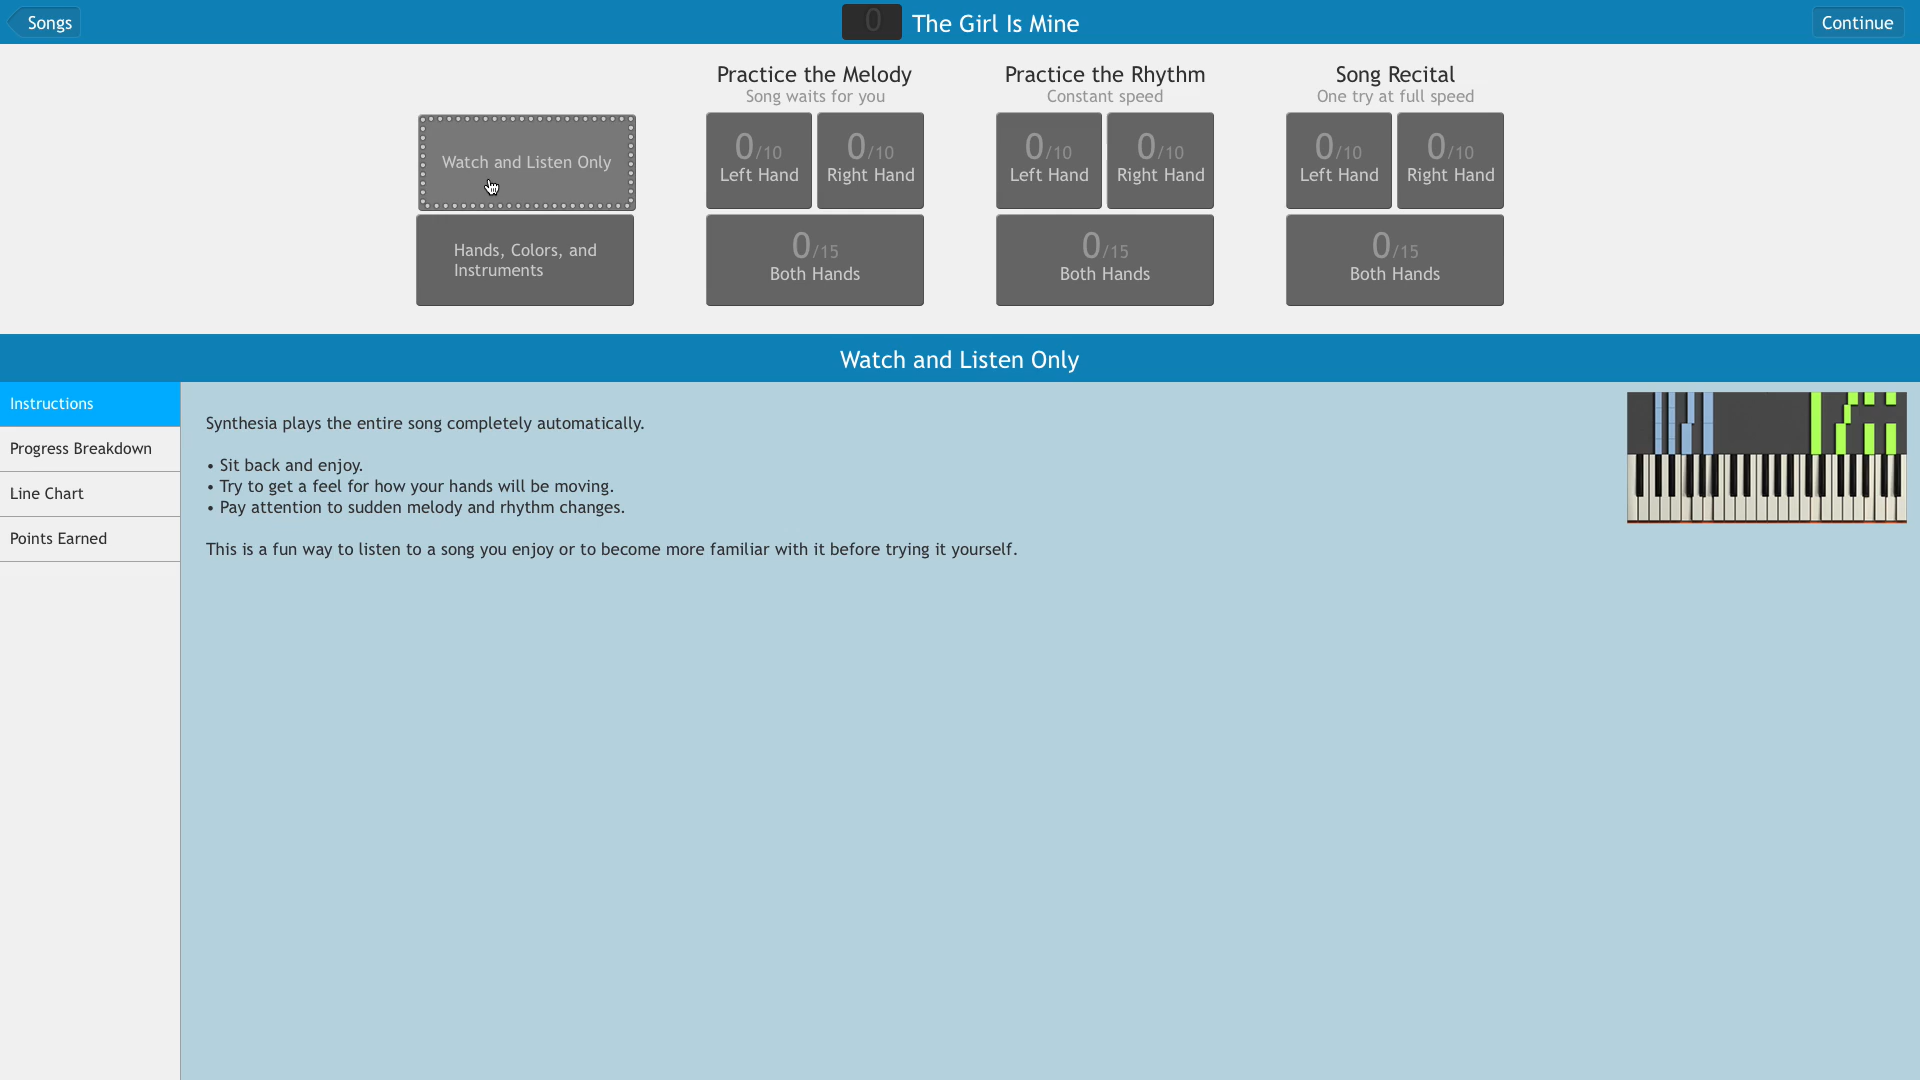 Songs
0
The Girl Is Mine
Continue
Practice the Melody
Song waits for you
Practice the Rhythm
Constant speed
Song Recital
One try at full speed
Watch and Listen Only
0/10
Left Hand
0/10
Right Hand
0/10
Left Hand
0/10
Right Hand
0/10
Left Hand
0/10
Right Hand
Hands, Colors, and
Instruments
0/15
Both Hands
0/15
Both Hands
0/15
Both Hands
Watch and Listen Only
Instructions
Progress Breakdown
Line Chart
Points Earned
Synthesia plays the entire song completely automatically.
• Sit back and enjoy.
• Try to get a feel for how your hands will be moving.
• Pay attention to sudden melody and rhythm changes.
This is a fun way to listen to a song you enjoy or to become more familiar with it before trying it yourself.